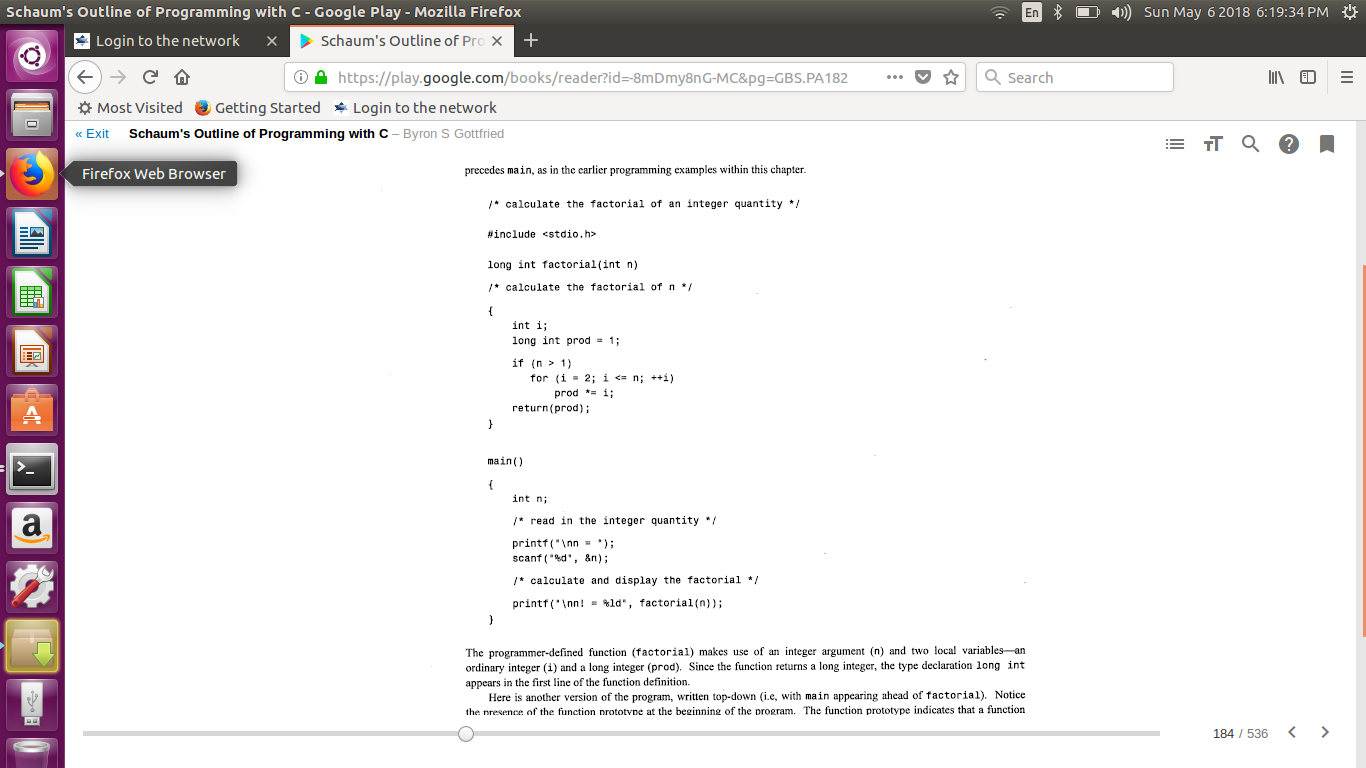 Schaum's Outline of Programming with C - Google Play - Mozilla Firefox
En
Sun May 6 2018 6:19:34 PM
Login to the network
Schaum's Outline of Pro
https://play.google.com/books/reader?id=-8mDmy8nG-MC&pg=GBS.PA182
Search
Most Visited
Getting Started
Login to the network
« Exit
Schaum's Outline of Programming with C – Byron S Gottfried
Firefox Web Browser
precedes main, as in the earlier programming examples within this chapter.
/* calculate the factorial of an integer quantity */
#include <stdio.h>
long int factorial(int n)
/* calculate the factorial of n */
{
int i;
long int prod = 1;
if (n > 1)
for (i = 2; i <= n; ++i)
prod *= i;
return(prod);
}
main()
{
int n;
/* read in the integer quantity */
printf("\nn = ");
scanf("%d", &n);
/* calculate and display the factorial */
printf("\nn! = %ld", factorial(n));
}
The programmer-defined function (factorial) makes use of an integer argument (n) and two local variables—an
ordinary integer (i) and a long integer (prod). Since the function returns a long integer, the type declaration long int
appears in the first line of the function definition.
Here is another version of the program, written top-down (i.e, with main appearing ahead of factorial). Notice
the presence of the function prototype at the beginning of the program. The function prototype indicates that a function
184 / 536